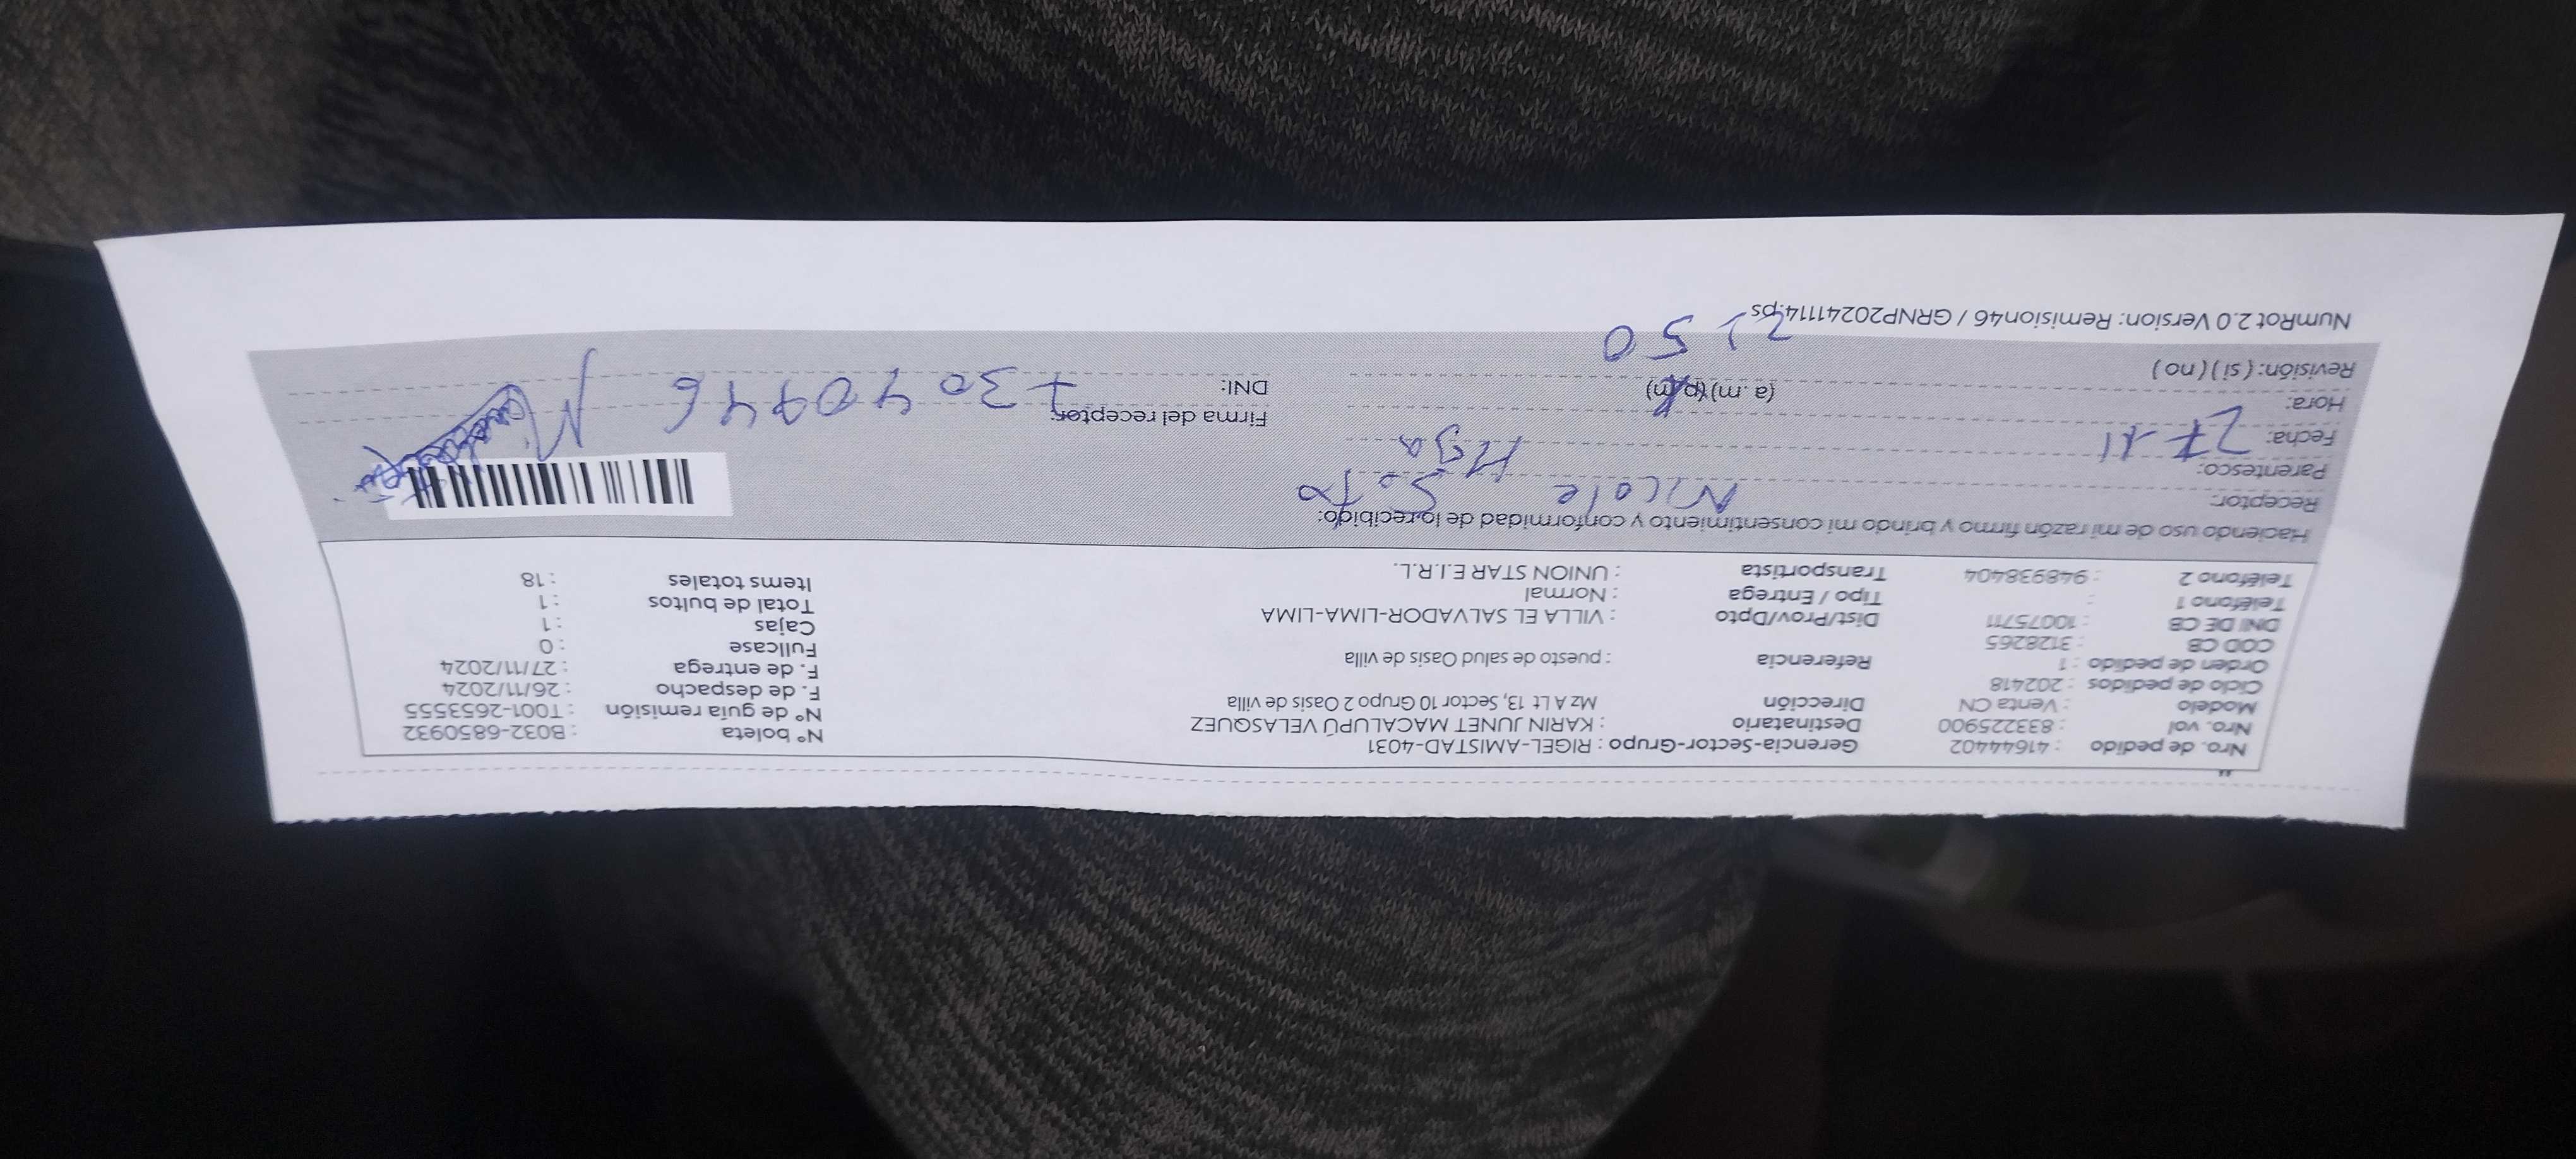 Nro. de pedido : 41644402 Gerencia-Sector-Grupo : RIGEL-AMISTAD-4031 N° boleta : B032-6850932
Nro. vol : 833225900 Destinatario : KARIN JUNET MACALUPÚ VELASQUEZ N° de guia remisión : T001-2653555
Modelo : Venta CN Dirección Mz A Lt 13, Sector 10 Grupo 2 Oasis de villa F. de despacho : 26/11/2024
Ciclo de pedidos : 202418 F. de entrega : 27/11/2024
Orden de pedido : 1 Referencia : puesto de salud Oasis de villa Fullcase : 0
COD CB : 3128265 Cajas : 1
DNI DE CB : 10075711 Dist/Prov/Dpto : VILLA EL SALVADOR-LIMA-LIMA Total de bultos : 1
Teléfono 1 : Tipo / Entrega : Normal Items totales : 18
Teléfono 2 : 948938404 Transportista : UNION STAR E.I.R.L.
Haciendo uso de mi razón firmo y brindo mi consentimiento y conformidad de lo recibido:
Receptor: Nicole Soto
Parentesco: Hija
Fecha: 27-11 Firma del receptor:
Hora: (a. m) (p. m) DNI: 73040746
Revisión: ( si ) ( no ) 50
NumRot 2.0 Version: Remision46 / GRNP20241114.ps